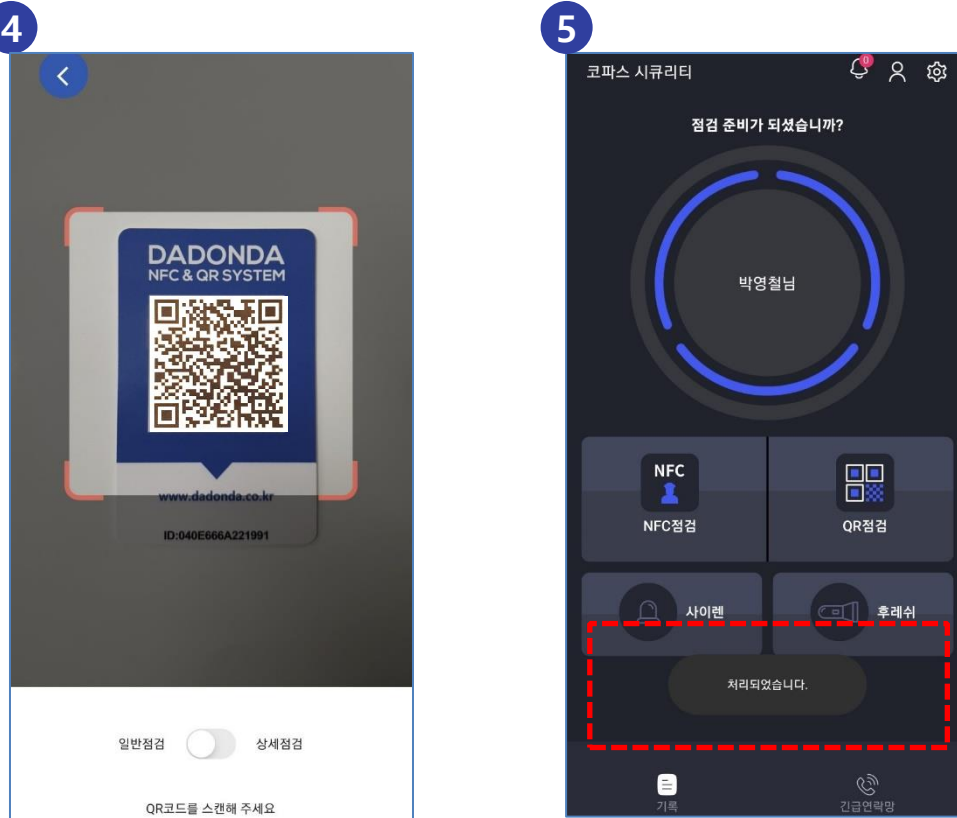 4
DADONDA
NFC & QR SYSTEM
www.dadonda.co.kr
ID:040E666A221991
일반점검 상세점검
QR코드를 스캔해 주세요
5
코파스 시큐리티
0
점검 준비가 되셨습니까?
박영철님
NFC
NFC점검
QR점검
사이렌
후레쉬
처리되었습니다.
기록
긴급연락망